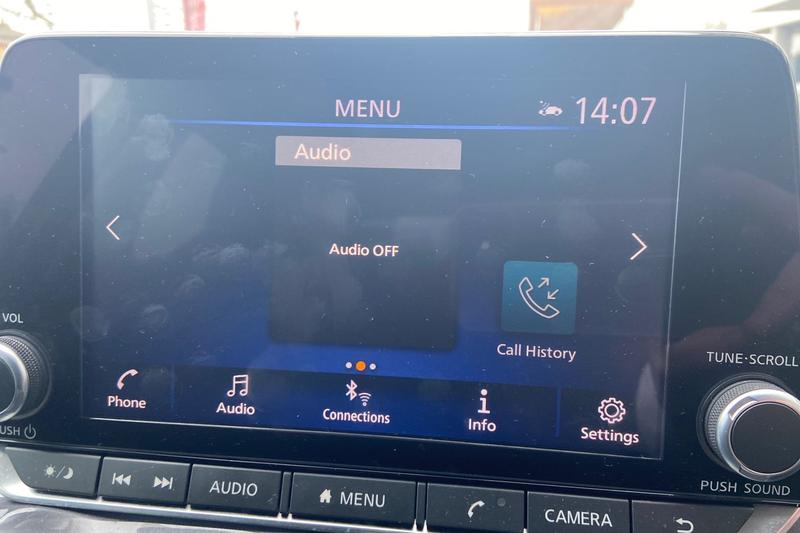 MENU
14:07
Audio
Audio OFF
Call History
Phone
Audio
Connections
Info
Settings
VOL
TUNE·SCROLL
PUSH SOUND
AUDIO
MENU
CAMERA